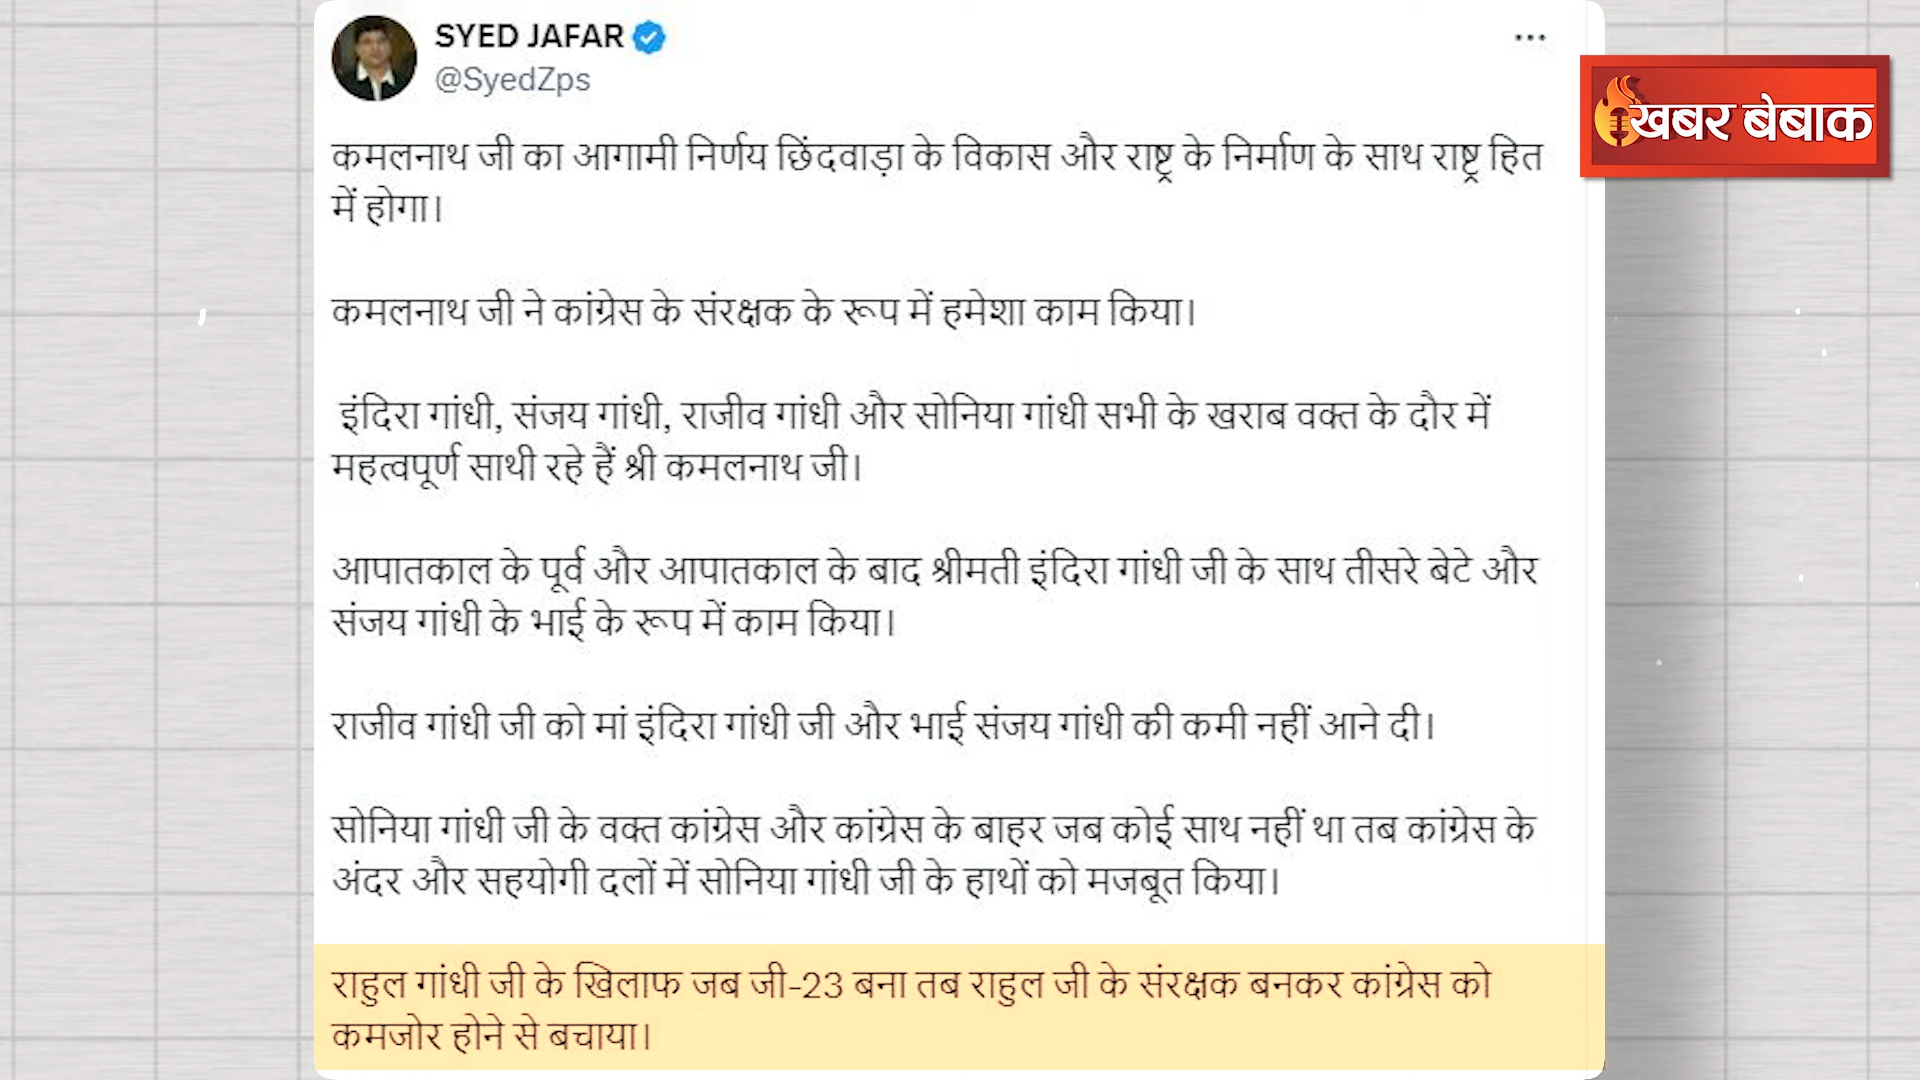 SYED JAFAR
@SyedZps
खबर बेबाक
कमलनाथ जी का आगामी निर्णय छिंदवाड़ा के विकास और राष्ट्र के निर्माण के साथ राष्ट्र हित
में होगा।
कमलनाथ जी ने कांग्रेस के संरक्षक के रूप में हमेशा काम किया।
इंदिरा गांधी, संजय गांधी, राजीव गांधी और सोनिया गांधी सभी के खराब वक्त के दौर में
महत्वपूर्ण साथी रहे हैं श्री कमलनाथ जी।
आपातकाल के पूर्व और आपातकाल के बाद श्रीमती इंदिरा गांधी जी के साथ तीसरे बेटे और
संजय गांधी के भाई के रूप में काम किया।
राजीव गांधी जी को मां इंदिरा गांधी जी और भाई संजय गांधी की कमी नहीं आने दी।
सोनिया गांधी जी के वक्त कांग्रेस और कांग्रेस के बाहर जब कोई साथ नहीं था तब कांग्रेस के
अंदर और सहयोगी दलों में सोनिया गांधी जी के हाथों को मजबूत किया।
राहुल गांधी जी के खिलाफ जब जी-23 बना तब राहुल जी के संरक्षक बनकर कांग्रेस को
कमजोर होने से बचाया।